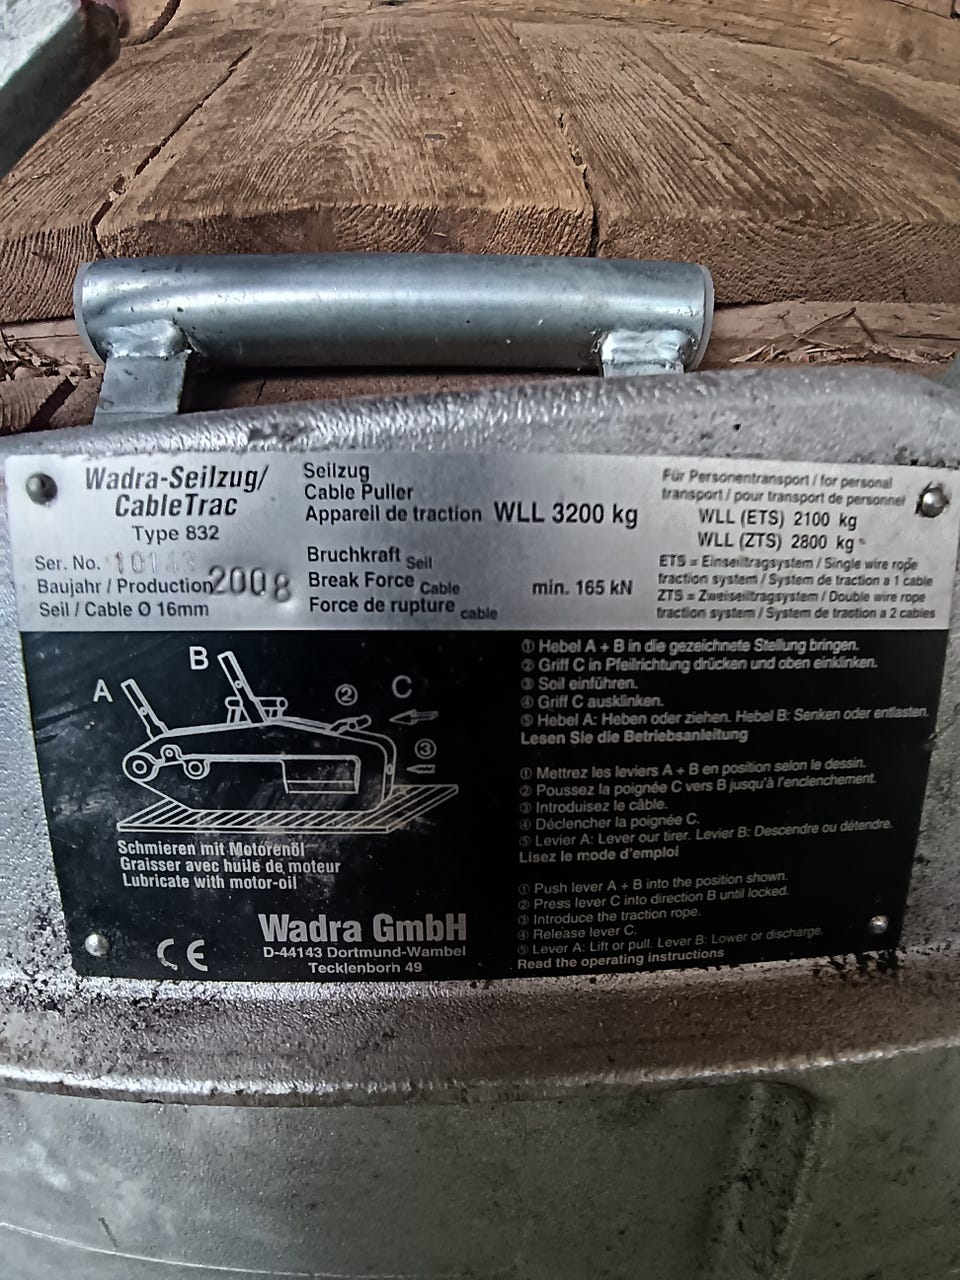 Wadra-Seilzug/
CableTrac
Type 832
Ser. No.
Baujahr / Production 2008
Seil / Cable Ø 16mm
Seilzug
Cable Puller
Appareil de traction WLL 3200 kg
Bruchkraft Seil
Break Force Cable min. 165 kN
Force de rupture cable
Für Personentransport / for personal
transport / pour transport de personnel
WLL (ETS) 2100 kg
WLL (ZTS) 2800 kg
ETS = Einseiltragsystem / Single wire rope
traction system / System de traction a 1 cable
ZTS = Zweiseiltragsystem / Double wire rope
traction system / System de traction a 2 cables
A
B
② C
③
Schmieren mit Motorenöl
Graisser avec huile de moteur
Lubricate with motor-oil
CE
Wadra GmbH
D-44143 Dortmund-Wambel
Tecklenborn 49
① Hebel A + B in die gezeichnete Stellung bringen.
② Griff C in Pfeilrichtung drücken und oben einklinken.
③ Soil einführen.
④ Griff C ausklinken.
⑤ Hebel A: Heben oder ziehen. Hebel B: Senken oder entlasten.
Lesen Sie die Betriebsanleitung
① Mettrez les leviers A + B en position selon le dessin.
② Poussez la poignée C vers B jusqu'à l'enclenchement.
③ Introduisez le câble.
④ Déclencher la poignée C.
⑤ Levier A: Lever our tirer. Levier B: Descendre ou détendre.
Lisez le mode d'emploi
① Push lever A + B into the position shown.
② Press lever C into direction B until locked.
③ Introduce the traction rope.
④ Release lever C.
⑤ Lever A: Lift or pull. Lever B: Lower or discharge.
Read the operating instructions